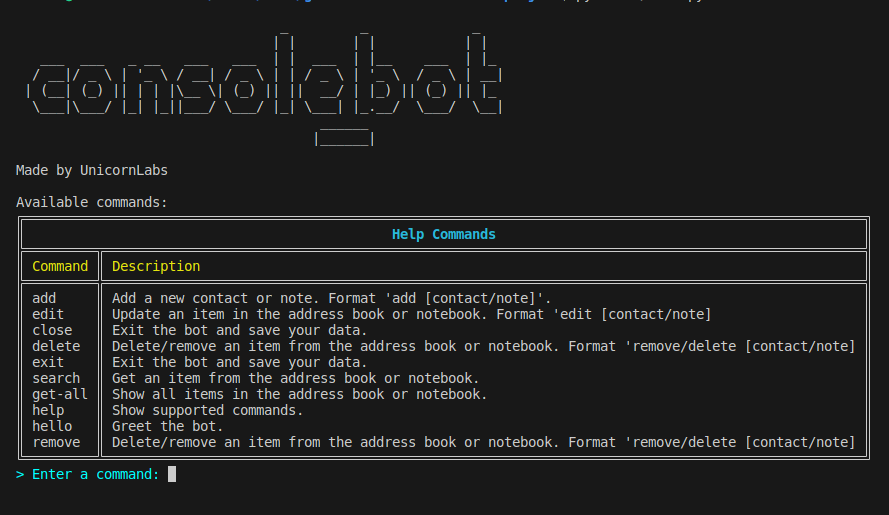 consolebot
Made by UnicornLabs
Available commands:
Help Commands
Command Description
add Add a new contact or note. Format 'add [contact/note]'.
edit Update an item in the address book or notebook. Format 'edit [contact/note]
close Exit the bot and save your data.
delete Delete/remove an item from the address book or notebook. Format 'remove/delete [contact/note]
exit Exit the bot and save your data.
search Get an item from the address book or notebook.
get-all Show all items in the address book or notebook.
help Show supported commands.
hello Greet the bot.
remove Delete/remove an item from the address book or notebook. Format 'remove/delete [contact/note]
> Enter a command: